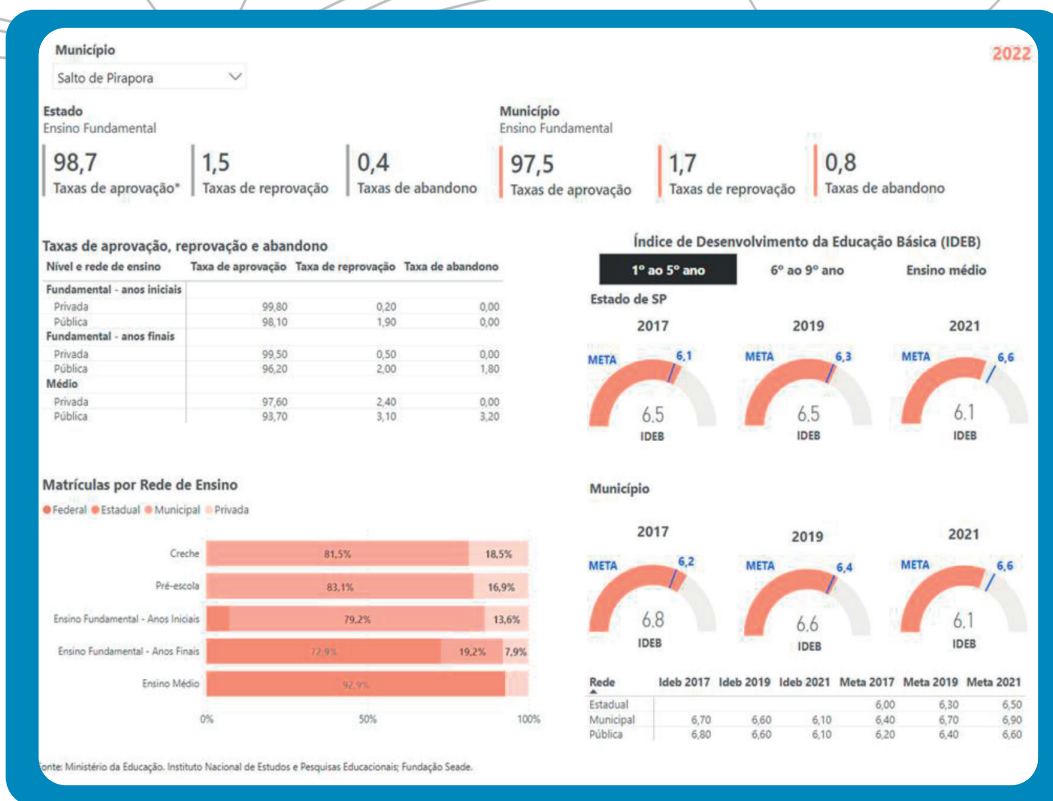 Município
2022
Salto de Pirapora
Estado
Ensino Fundamental
98,7
Taxas de aprovação*
1,5
Taxas de reprovação
0,4
Taxas de abandono
Município
Ensino Fundamental
97,5
Taxas de aprovação
1,7
Taxas de reprovação
0,8
Taxas de abandono
Taxas de aprovação, reprovação e abandono
Nível e rede de ensino Taxa de aprovação Taxa de reprovação Taxa de abandono
Fundamental - anos iniciais
Privada 99,80 0,20 0,00
Pública 98,10 1,90 0,00
Fundamental - anos finais
Privada 99,50 0,50 0,00
Pública 96,20 2,00 1,80
Médio
Privada 97,60 2,40 0,00
Pública 93,70 3,10 3,20
Índice de Desenvolvimento da Educação Básica (IDEB)
1º ao 5º ano 6º ao 9º ano Ensino médio
Estado de SP
2017 2019 2021
META 6,1 META 6,3 META 6,6
6.5 6.5 6.1
IDEB IDEB IDEB
Matrículas por Rede de Ensino
Federal Estadual Municipal Privada
Creche 81,5% 18,5%
Pré-escola 83,1% 16,9%
Ensino Fundamental - Anos Iniciais 79,2% 13,6%
Ensino Fundamental - Anos Finais 72,9% 19,2% 7,9%
Ensino Médio 92,9%
0% 50% 100%
Município
2017 2019 2021
META 6,2 META 6,4 META 6,6
6.8 6.6 6.1
IDEB IDEB IDEB
Rede Ideb 2017 Ideb 2019 Ideb 2021 Meta 2017 Meta 2019 Meta 2021
Estadual 6,00 6,30 6,50
Municipal 6,70 6,60 6,10 6,40 6,70 6,90
Pública 6,80 6,60 6,10 6,20 6,40 6,60
onte: Ministério da Educação. Instituto Nacional de Estudos e Pesquisas Educacionais; Fundação Seade.